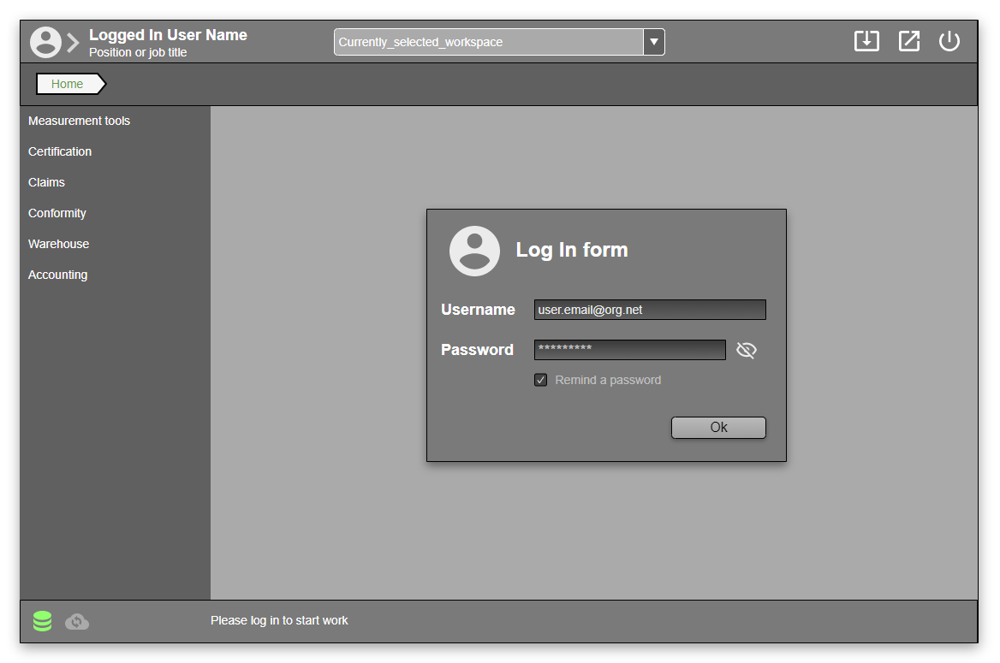 Logged In User Name
Position or job title
Currently_selected_workspace
Home
Measurement tools
Certification
Claims
Conformity
Warehouse
Accounting
Log In form
Username
user.email@org.net
Password
*********
Remind a password
Ok
Please log in to start work